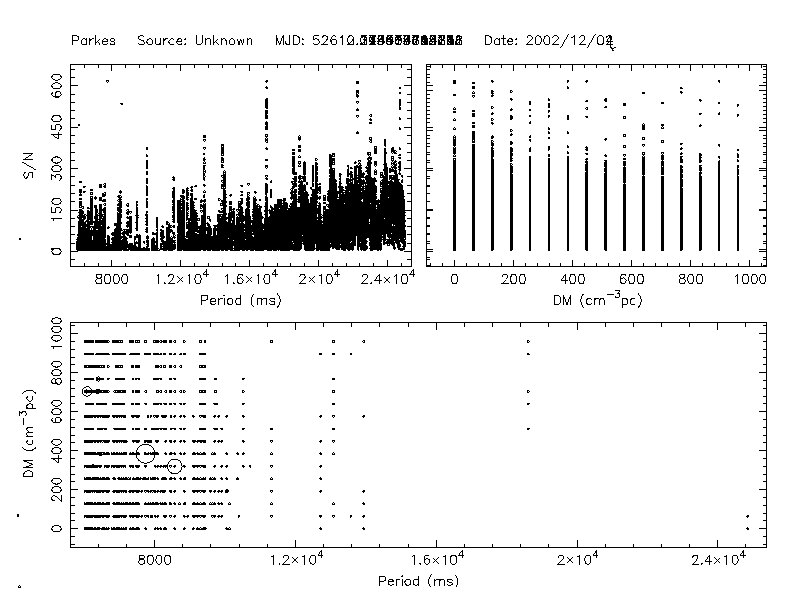 Parkes Source: Unknown MJD: 52610. Date: 2002/12/0
600
450
300
150
0
S/N
8000 1.2×10⁴ 1.6×10⁴ 2×10⁴ 2.4×10⁴
Period (ms)
0 200 400 600 800 1000
DM (cm⁻³pc)
1000
800
600
400
200
0
DM (cm⁻³pc)
8000 1.2×10⁴ 1.6×10⁴ 2×10⁴ 2.4×10⁴
Period (ms)